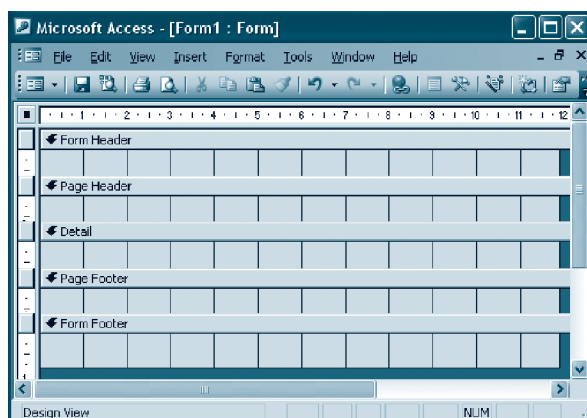 Microsoft Access - [Form1 : Form]
File Edit View Insert Format Tools Window Help
1 2 3 4 5 6 7 8 9 10 11 12
Form Header
Page Header
Detail
Page Footer
Form Footer
1
Design View NUM